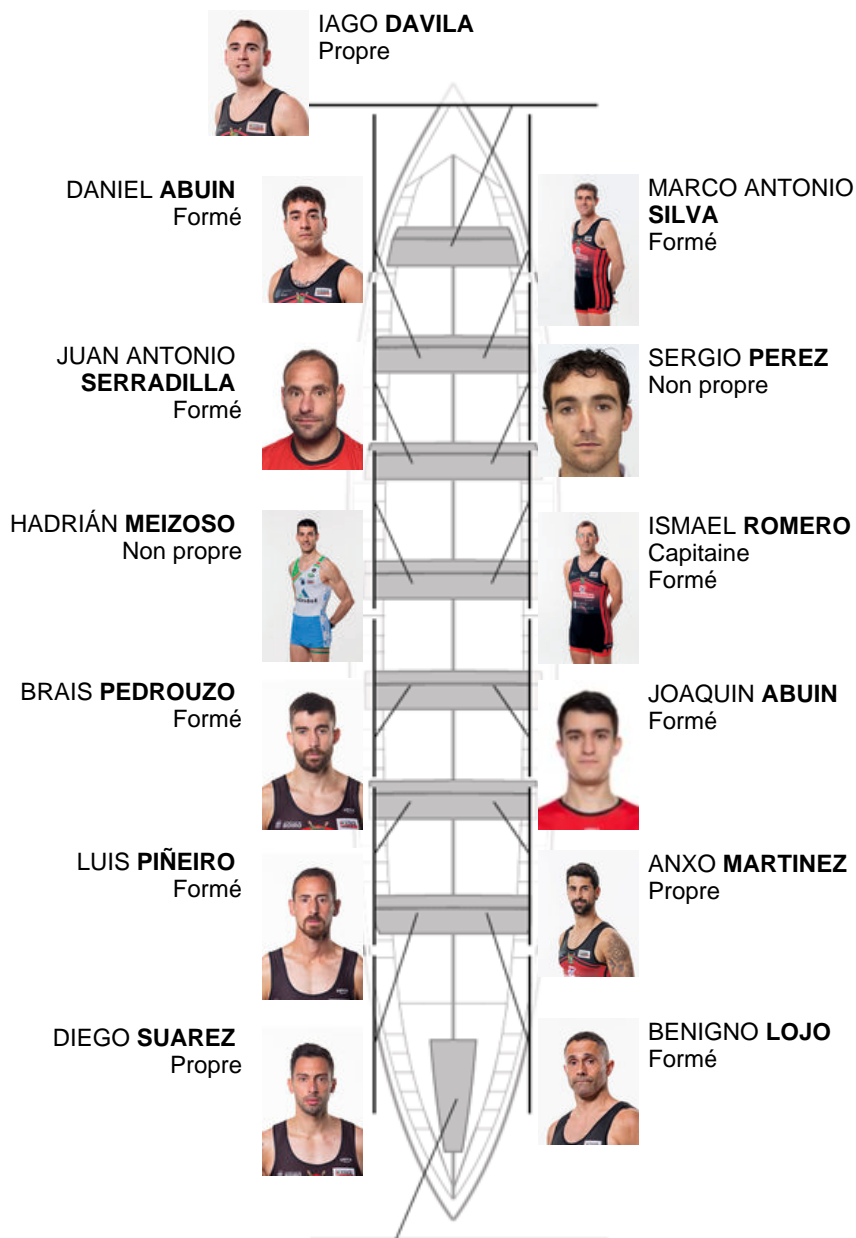 IAGO DAVILA
Propre
DANIEL ABUIN
Formé
MARCO ANTONIO
SILVA
Formé
JUAN ANTONIO
SERRADILLA
Formé
SERGIO PEREZ
Non propre
HADRIÁN MEIZOSO
Non propre
ISMAEL ROMERO
Capitaine
Formé
BRAIS PEDROUZO
Formé
JOAQUIN ABUIN
Formé
LUIS PIÑEIRO
Formé
ANXO MARTINEZ
Propre
DIEGO SUAREZ
Propre
BENIGNO LOJO
Formé